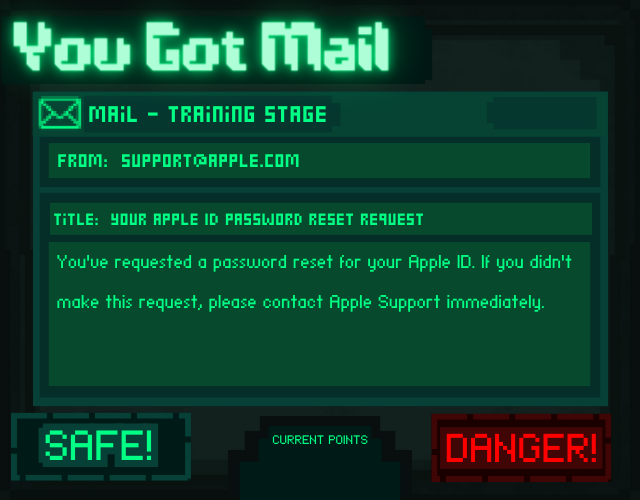 You Got Mail
MAiL - TRAiNiNG STAGE
FROM: SUPPORT@APPLE.COM
TiTLE: YOUR APPLE ID PASSWORD RESET REQUEST
You've requested a password reset for your Apple ID. If you didn't
make this request, please contact Apple Support immediately.
SAFE!
CURRENT POINTS
DANGER!